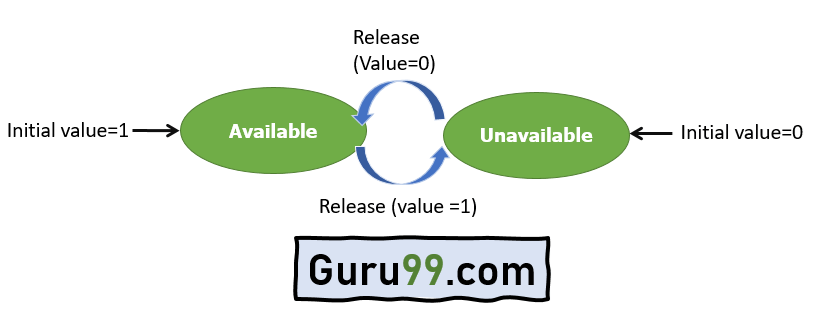 Release
(Value=0)
Initial value=1
Available
Unavailable
Initial value=0
Release (value =1)
Guru99.com